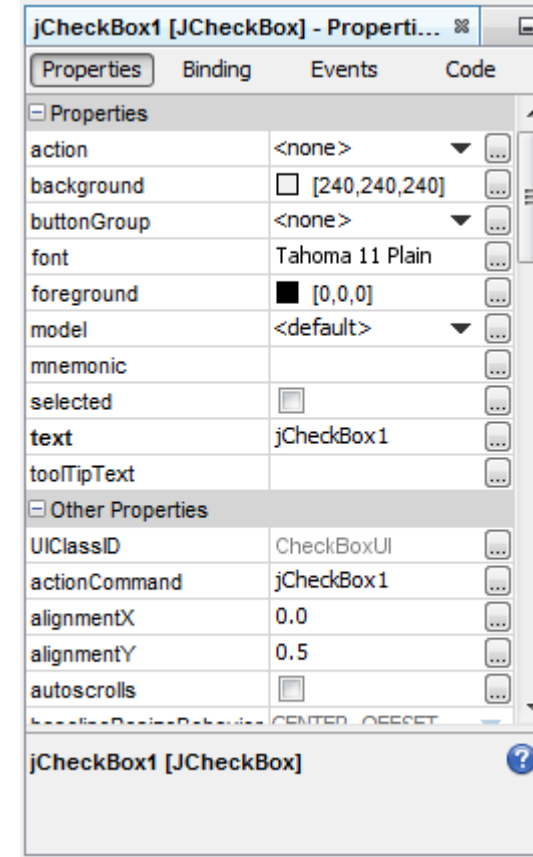 jCheckBox1 [JCheckBox] - Properti...
Properties Binding Events Code
Properties
action <none> ...
background [240,240,240] ...
buttonGroup <none> ...
font Tahoma 11 Plain ...
foreground [0,0,0] ...
model <default> ...
mnemonic ...
selected ...
text jCheckBox1 ...
toolTipText ...
Other Properties
UIClassID CheckBoxUI ...
actionCommand jCheckBox1 ...
alignmentX 0.0 ...
alignmentY 0.5 ...
autoscrolls ...
baselineResizeBehavior CENTER_OFFSET
jCheckBox1 [JCheckBox] ?